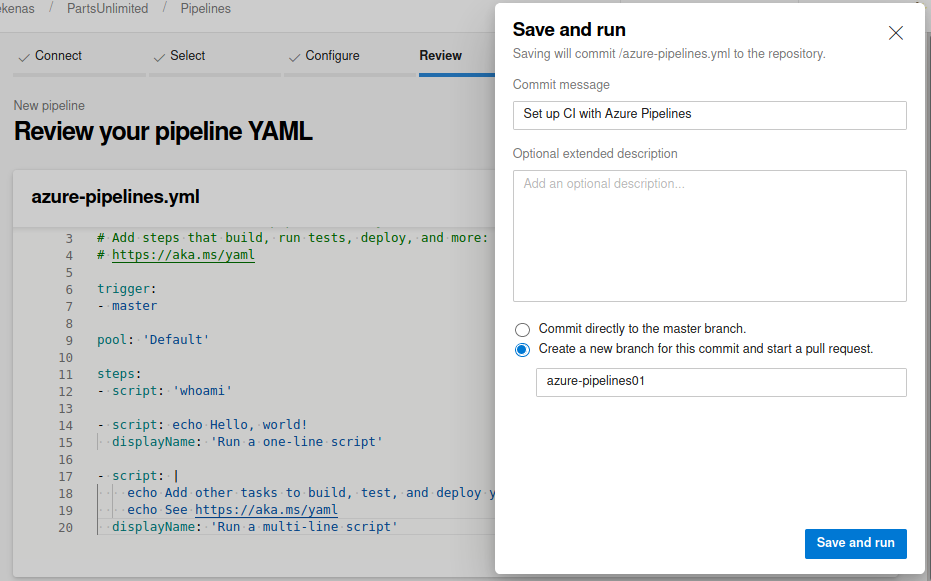 ekenas / PartsUnlimited / Pipelines
Connect Select Configure Review
New pipeline
Review your pipeline YAML
azure-pipelines.yml
3 # Add steps that build, run tests, deploy, and more:
4 # https://aka.ms/yaml
5
6 trigger:
7 - master
8
9 pool: 'Default'
10
11 steps:
12 - script: 'whoami'
13
14 - script: echo Hello, world!
15 displayName: 'Run a one-line script'
16
17 - script: |
18 echo Add other tasks to build, test, and deploy y
19 echo See https://aka.ms/yaml
20 displayName: 'Run a multi-line script'
Save and run
Saving will commit /azure-pipelines.yml to the repository.
Commit message
Set up CI with Azure Pipelines
Optional extended description
Add an optional description...
Commit directly to the master branch.
Create a new branch for this commit and start a pull request.
azure-pipelines01
Save and run